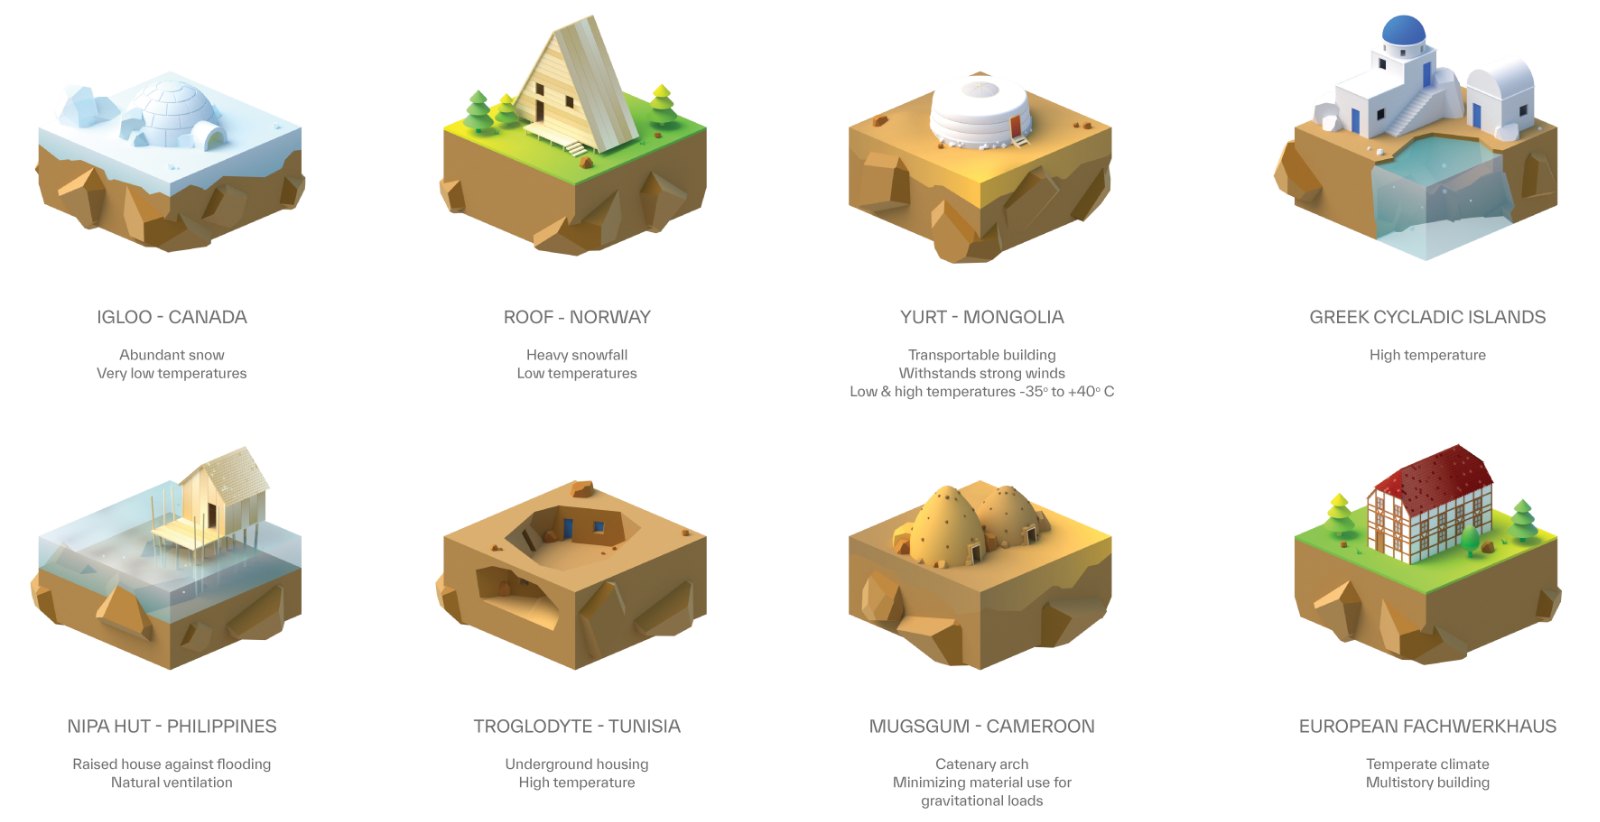 IGLOO - CANADA
Abundant snow
Very low temperatures
ROOF - NORWAY
Heavy snowfall
Low temperatures
YURT - MONGOLIA
Transportable building
Withstands strong winds
Low & high temperatures -35º to +40º C
GREEK CYCLADIC ISLANDS
High temperature
NIPA HUT - PHILIPPINES
Raised house against flooding
Natural ventilation
TROGLODYTE - TUNISIA
Underground housing
High temperature
MUGSGUM - CAMEROON
Catenary arch
Minimizing material use for
gravitational loads
EUROPEAN FACHWERKHAUS
Temperate climate
Multistory building